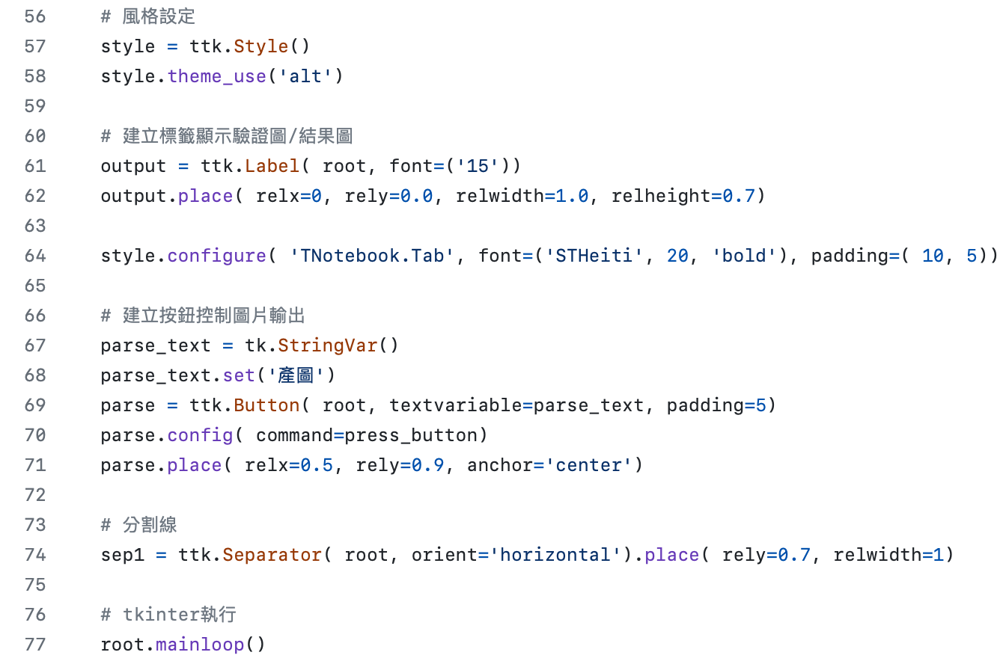 56 # 風格設定
57 style = ttk.Style()
58 style.theme_use('alt')
59
60 # 建立標籤顯示驗證圖/結果圖
61 output = ttk.Label( root, font=('15'))
62 output.place( relx=0, rely=0.0, relwidth=1.0, relheight=0.7)
63
64 style.configure( 'TNotebook.Tab', font=('STHeiti', 20, 'bold'), padding=( 10, 5))
65
66 # 建立按鈕控制圖片輸出
67 parse_text = tk.StringVar()
68 parse_text.set('產圖')
69 parse = ttk.Button( root, textvariable=parse_text, padding=5)
70 parse.config( command=press_button)
71 parse.place( relx=0.5, rely=0.9, anchor='center')
72
73 # 分割線
74 sep1 = ttk.Separator( root, orient='horizontal').place( rely=0.7, relwidth=1)
75
76 # tkinter執行
77 root.mainloop()